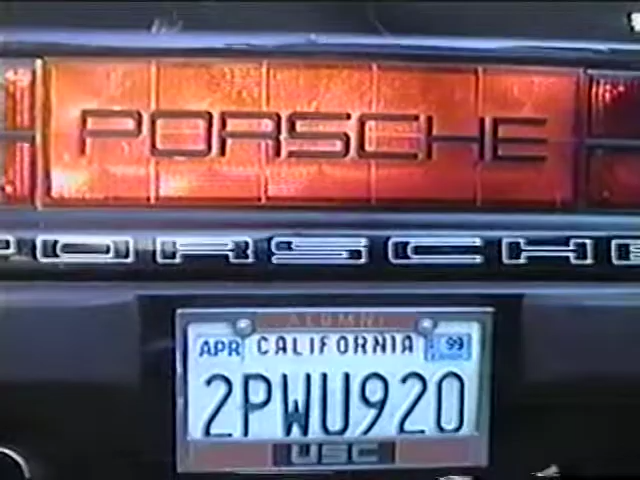 PORSCHE
PORSCHE
ALUMNI
APR CALIFORNIA 99
2PWU920
USC